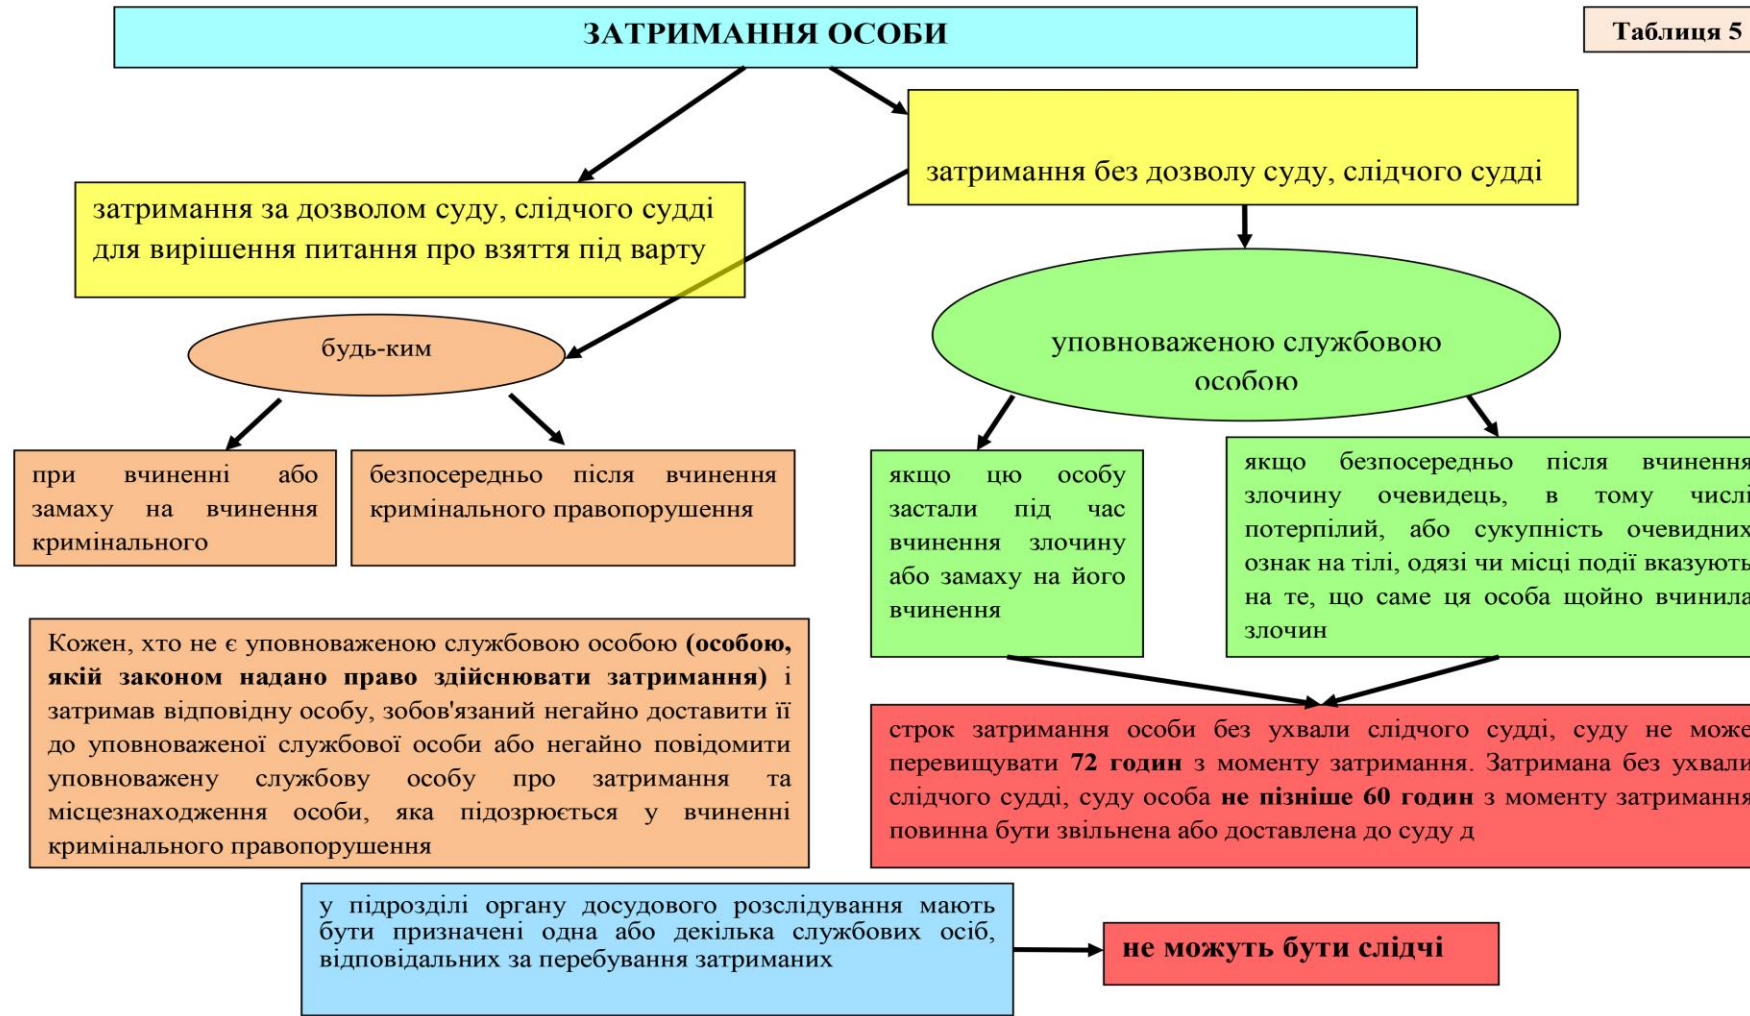 ЗАТРИМАННЯ ОСОБИ
Таблиця 5
затримання без дозволу суду, слідчого судді
затримання за дозволом суду, слідчого судді
для вирішення питання про взяття під варту
будь-ким
уповноваженою службовою
особою
при вчиненні або
замаху на вчинення
кримінального
безпосередньо після вчинення
кримінального правопорушення
якщо цю особу
застали під час
вчинення злочину
або замаху на його
вчинення
якщо безпосередньо після вчинення
злочину очевидець, в тому числі
потерпілий, або сукупність очевидних
ознак на тілі, одязі чи місці події вказують
на те, що саме ця особа щойно вчинила
злочин
Кожен, хто не є уповноваженою службовою особою (особою,
якій законом надано право здійснювати затримання) і
затримав відповідну особу, зобов'язаний негайно доставити її
до уповноваженої службової особи або негайно повідомити
уповноважену службову особу про затримання та
місцезнаходження особи, яка підозрюється у вчиненні
кримінального правопорушення
строк затримання особи без ухвали слідчого судді, суду не може
перевищувати 72 годин з моменту затримання. Затримана без ухвали
слідчого судді, суду особа не пізніше 60 годин з моменту затримання
повинна бути звільнена або доставлена до суду д
у підрозділі органу досудового розслідування мають
бути призначені одна або декілька службових осіб,
відповідальних за перебування затриманих
не можуть бути слідчі